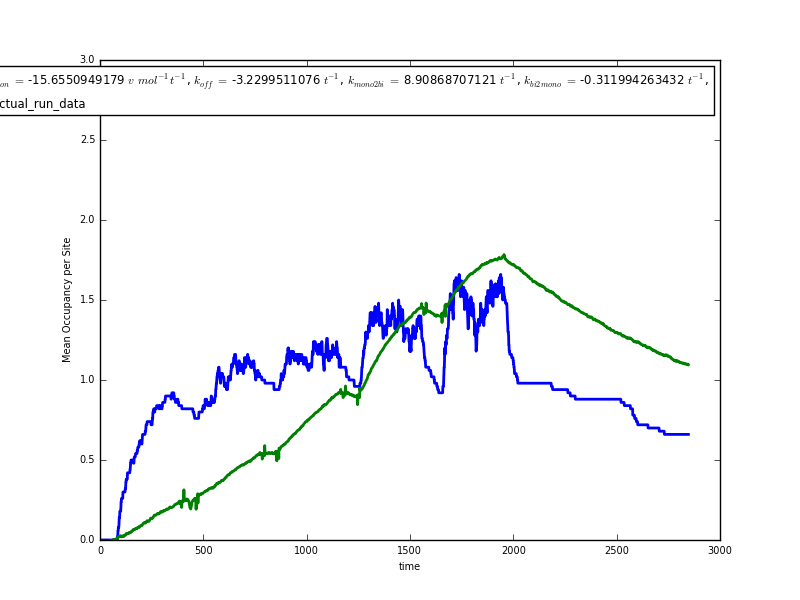 3.0
on = -15.6550949179 v mol⁻¹t⁻¹, k_off = -3.2299511076 t⁻¹, k_mono2bi = 8.90868707121 t⁻¹, k_bi2mono = -0.311994263432 t⁻¹,
ctual_run_data
2.5
2.0
1.5
1.0
0.5
0.0
Mean Occupancy per Site
0 500 1000 1500 2000 2500 3000
time